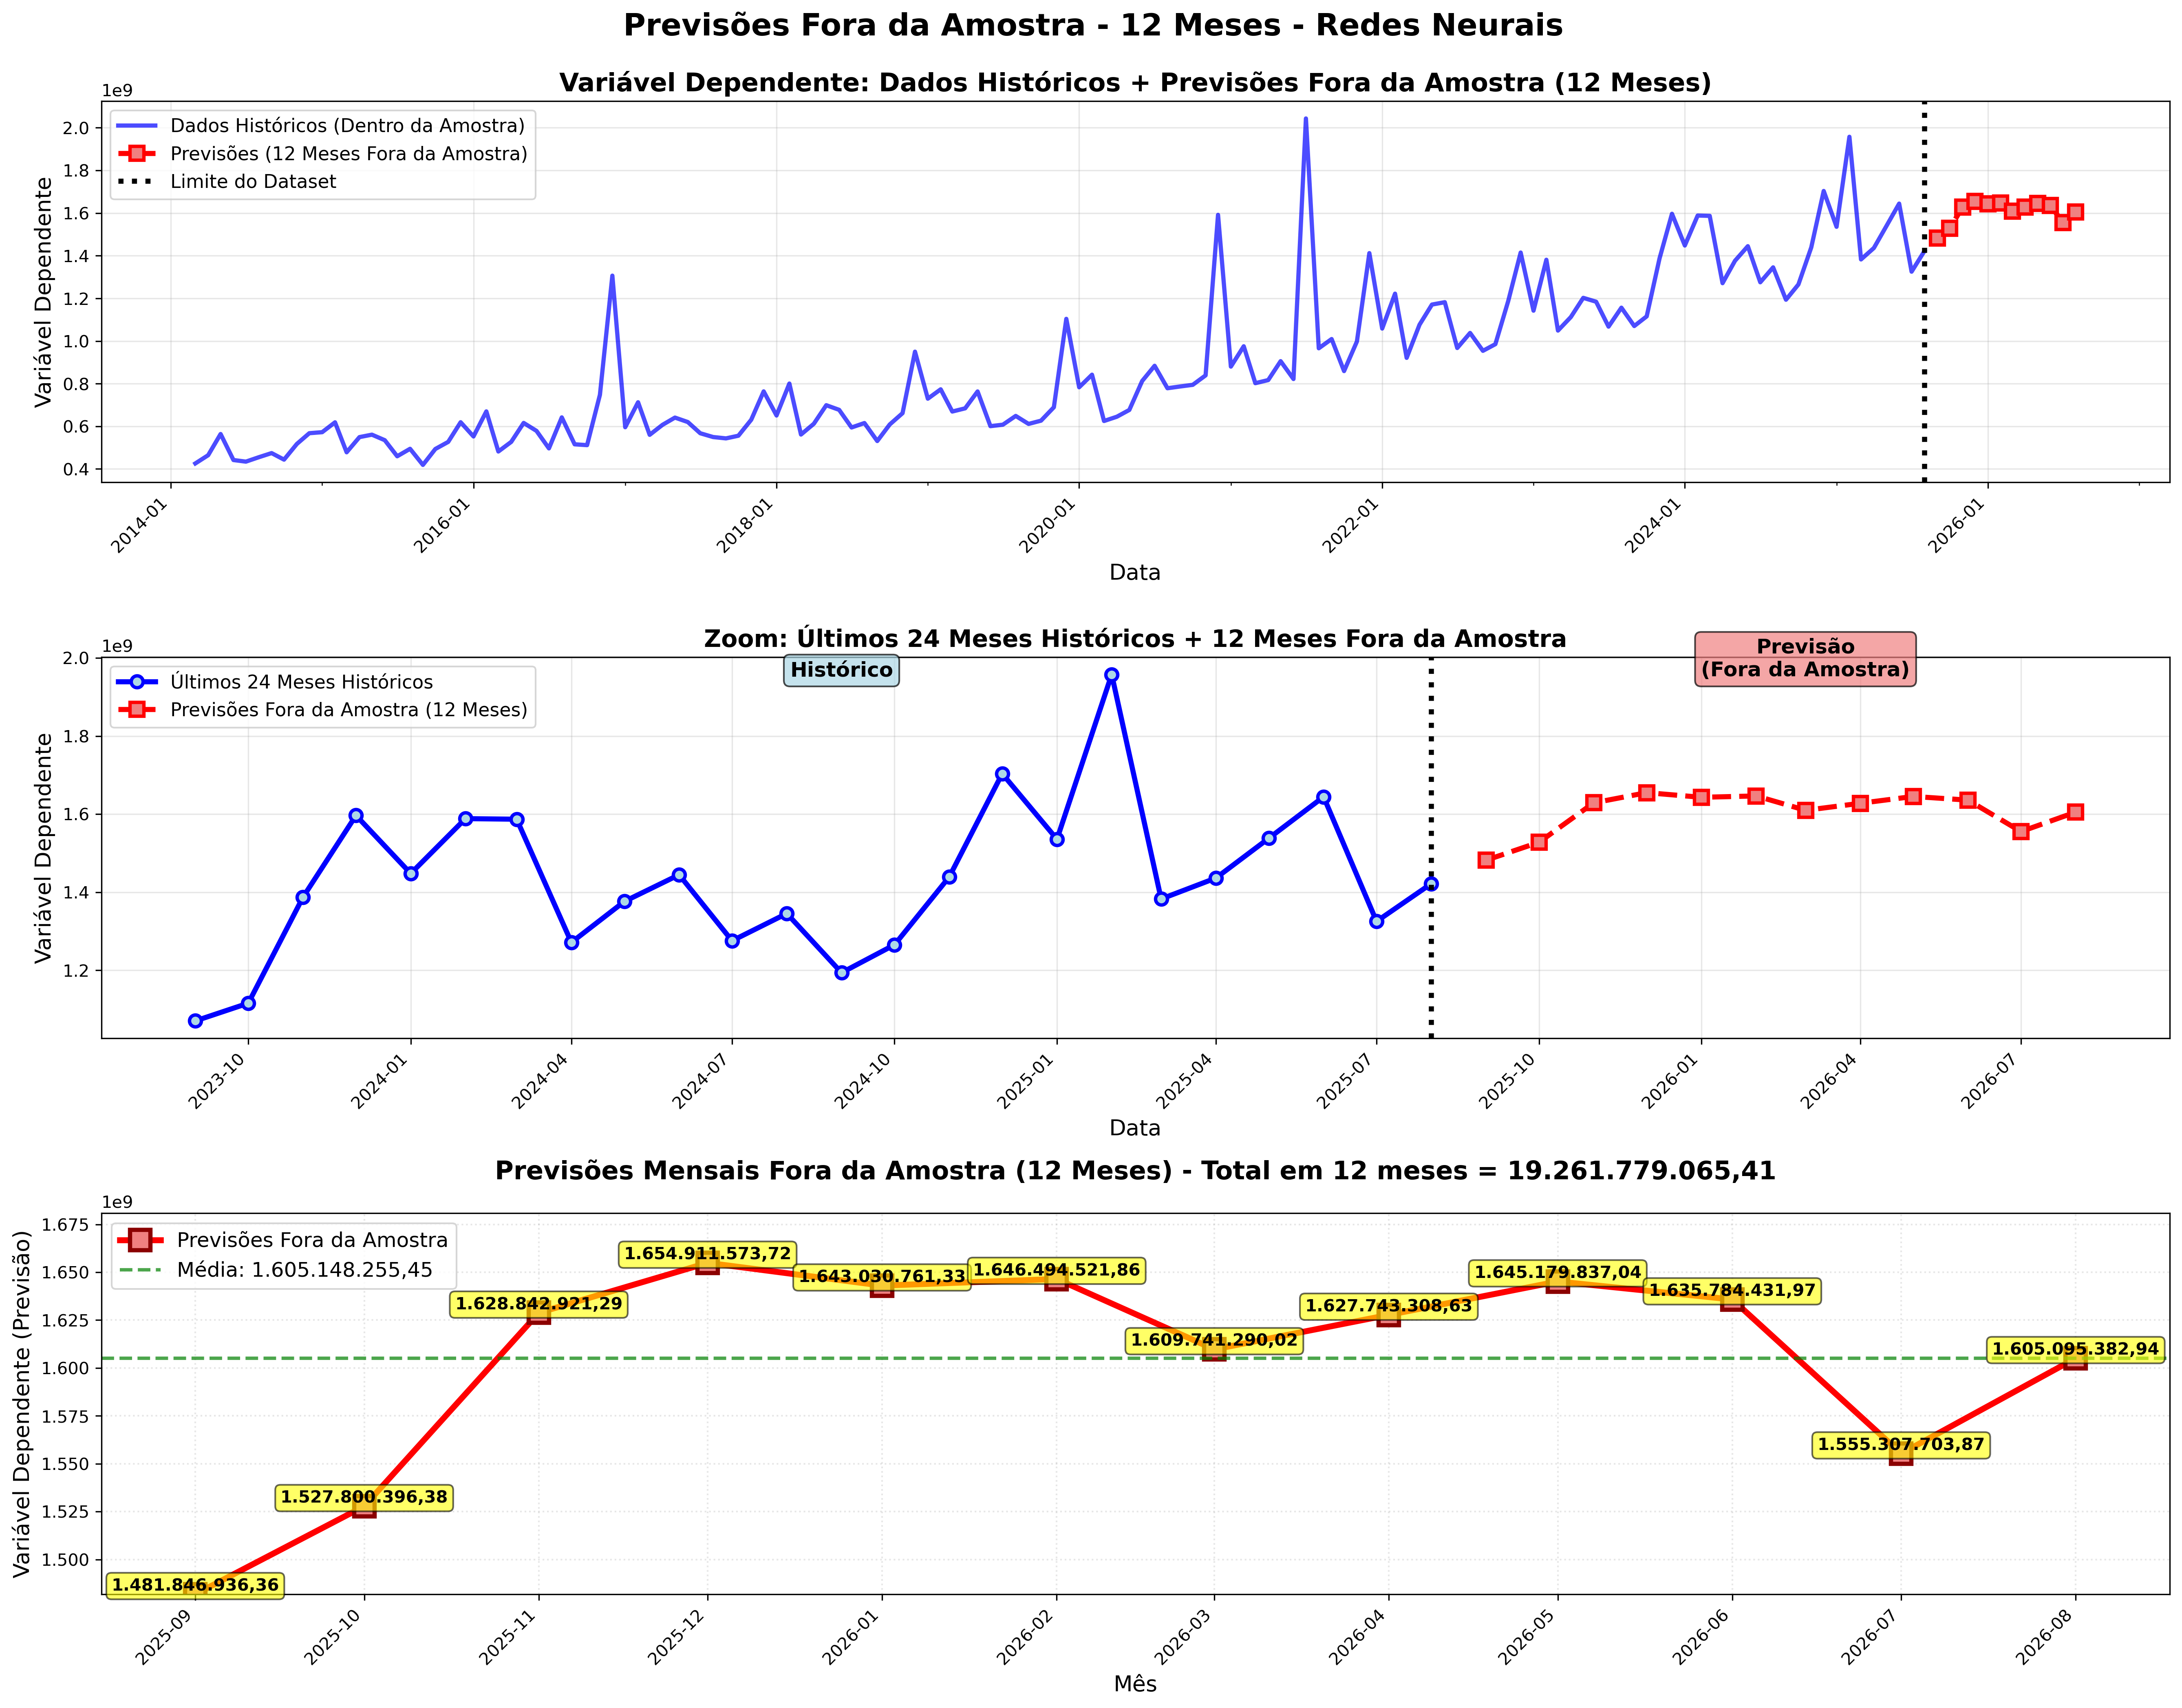 Previsões Fora da Amostra - 12 Meses - Redes Neurais
Variável Dependente: Dados Históricos + Previsões Fora da Amostra (12 Meses)
1e9
Dados Históricos (Dentro da Amostra)
Previsões (12 Meses Fora da Amostra)
Limite do Dataset
Variável Dependente
2.0
1.8
1.6
1.4
1.2
1.0
0.8
0.6
0.4
2014-01
2016-01
2018-01
2020-01
2022-01
2024-01
2026-01
Data
Zoom: Últimos 24 Meses Históricos + 12 Meses Fora da Amostra
1e9
Histórico
Previsão
(Fora da Amostra)
Últimos 24 Meses Históricos
Previsões Fora da Amostra (12 Meses)
Variável Dependente
2.0
1.8
1.6
1.4
1.2
2023-10
2024-01
2024-04
2024-07
2024-10
2025-01
2025-04
2025-07
2025-10
2026-01
2026-04
2026-07
Data
Previsões Mensais Fora da Amostra (12 Meses) - Total em 12 meses = 19.261.779.065,41
1e9
Previsões Fora da Amostra
Média: 1.605.148.255,45
Variável Dependente (Previsão)
1.675
1.650
1.625
1.600
1.575
1.550
1.525
1.500
1.481.846.936,36
1.527.800.396,38
1.628.842.921,29
1.654.911.573,72
1.643.030.761,33
1.646.494.521,86
1.609.741.290,02
1.627.743.308,63
1.645.179.837,04
1.635.784.431,97
1.555.307.703,87
1.605.095.382,94
2025-09
2025-10
2025-11
2025-12
2026-01
2026-02
2026-03
2026-04
2026-05
2026-06
2026-07
2026-08
Mês